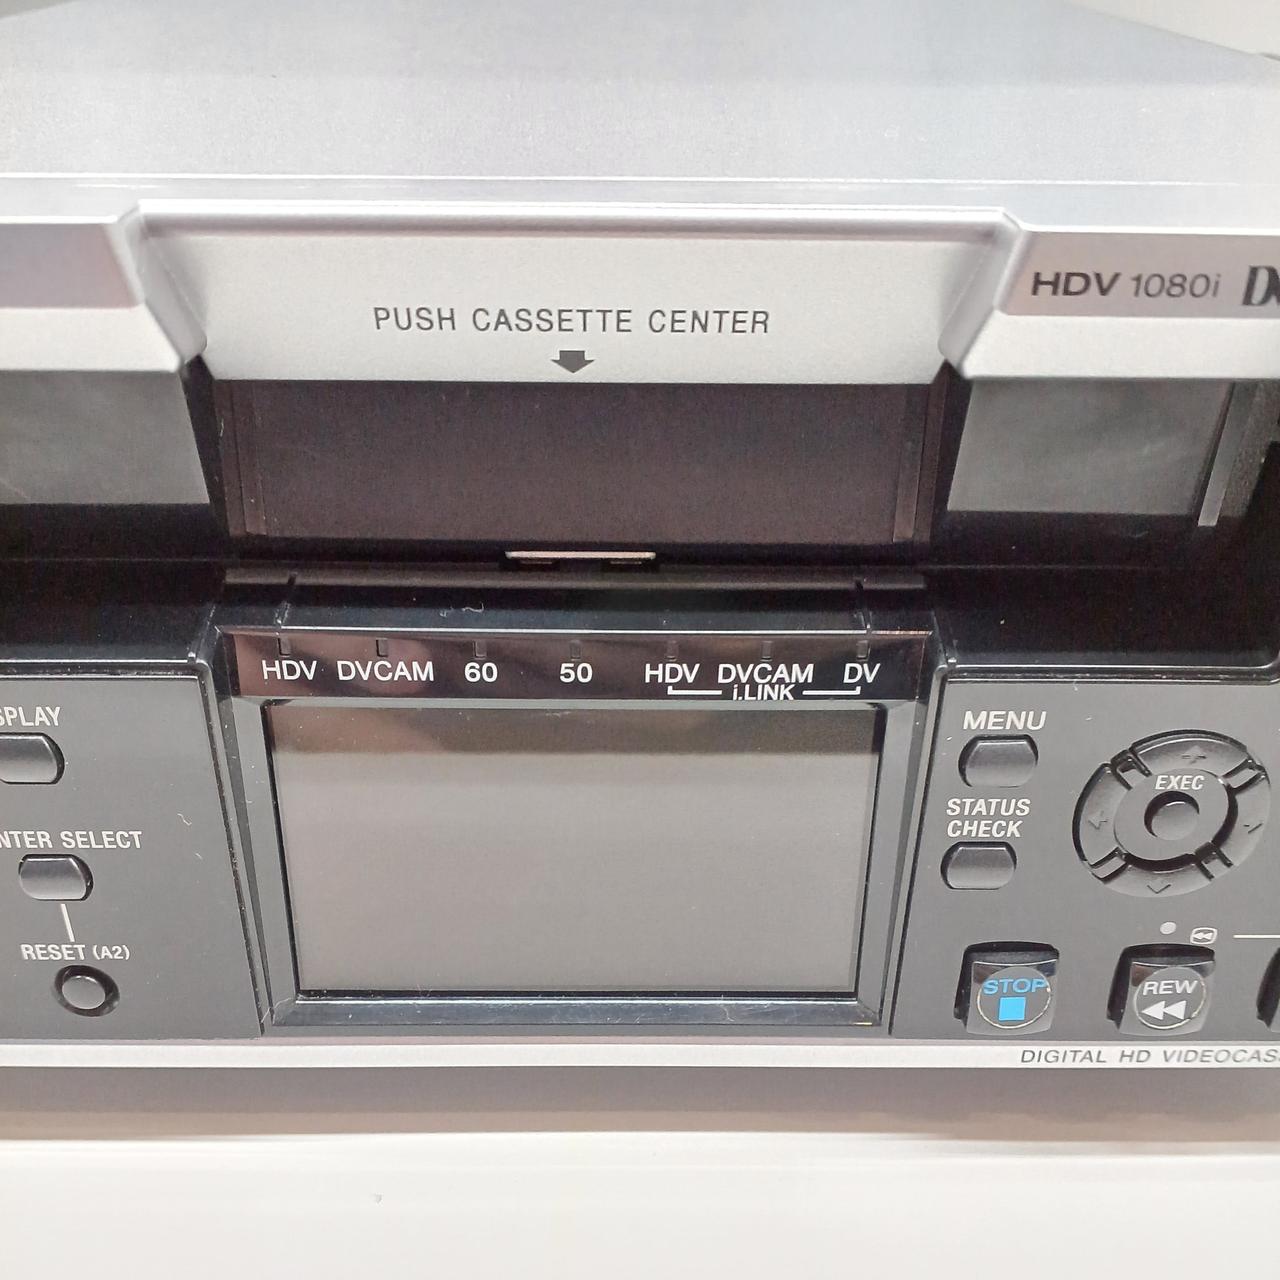 PUSH CASSETTE CENTER
HDV 1080i
HDV DVCAM 60 50 HDV DVCAM DV
i.LINK
SPLAY
NTER SELECT
RESET (A2)
MENU
EXEC
STATUS
CHECK
STOP
REW
DIGITAL HD VIDEOCAS